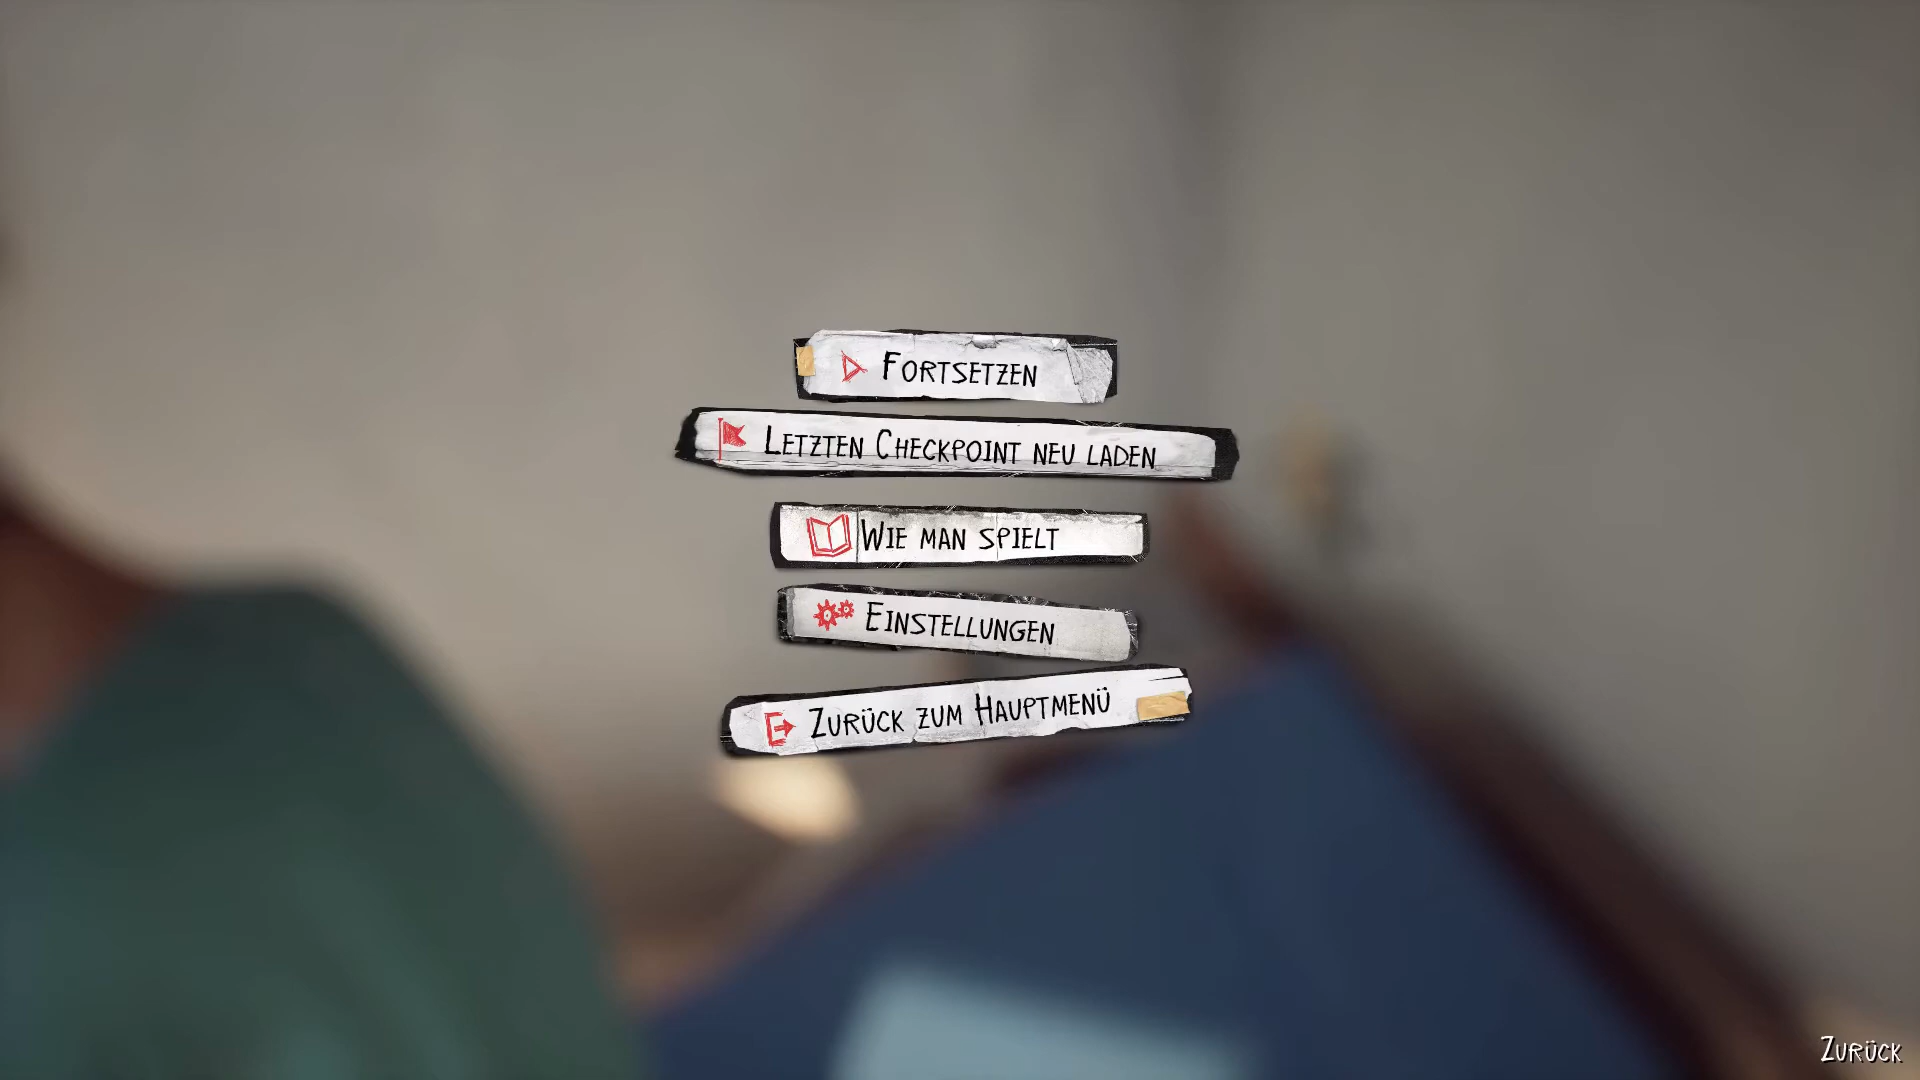 Fortsetzen
Letzten Checkpoint neu laden
Wie man spielt
Einstellungen
Zurück zum Hauptmenü
Zurück